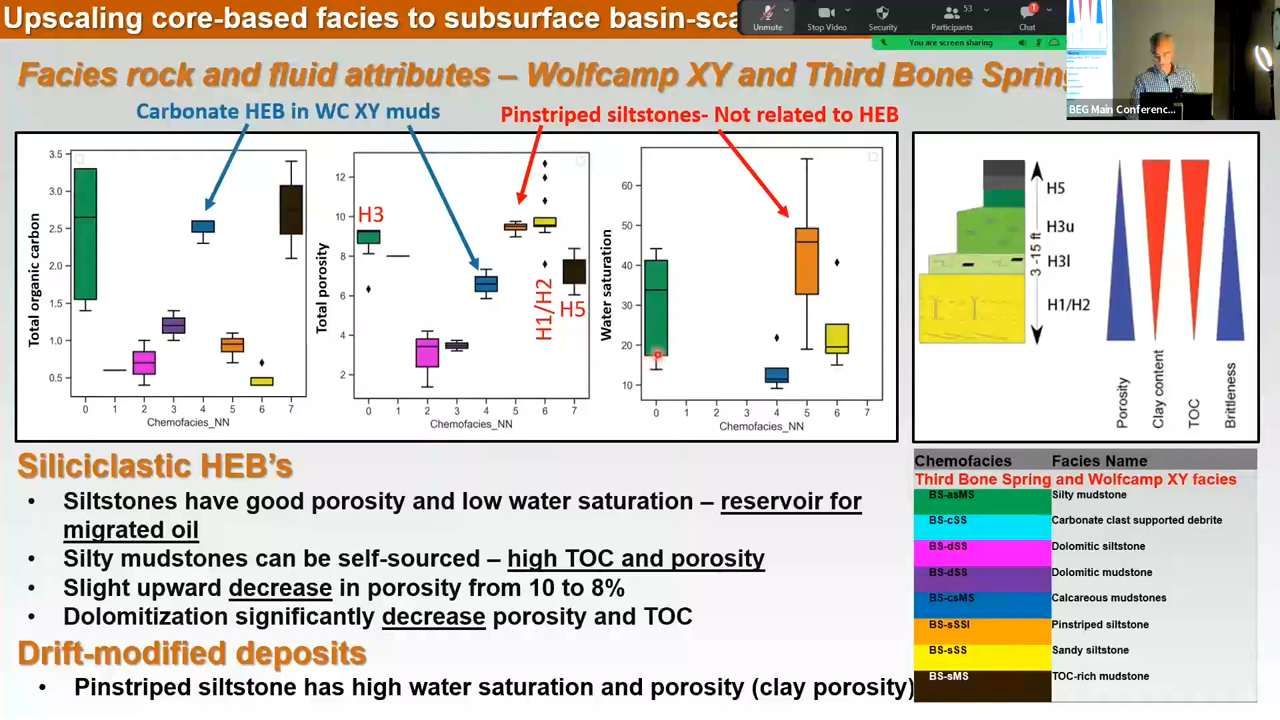 Upscaling core-based facies to subsurface basin-sca
Unmute
Stop Video
Security
53
Participants
1
Chat
You are screen sharing
BEG Main Conferenc...
Facies rock and fluid attributes – Wolfcamp XY and Third Bone Spring
Carbonate HEB in WC XY muds
Pinstriped siltstones- Not related to HEB
Total organic carbon
3.5
3.0
2.5
2.0
1.5
1.0
0.5
0 1 2 3 4 5 6 7
Chemofacies_NN
Total porosity
12
10
8
6
4
2
H3
H1/H2
H5
0 1 2 3 4 5 6 7
Chemofacies_NN
Water saturation
60
50
40
30
20
10
0 1 2 3 4 5 6 7
Chemofacies_NN
H5
H3u
H3l
H1/H2
3 -15 ft
Porosity
Clay content
TOC
Brittleness
Siliciclastic HEB's
• Siltstones have good porosity and low water saturation – reservoir for
migrated oil
• Silty mudstones can be self-sourced – high TOC and porosity
• Slight upward decrease in porosity from 10 to 8%
• Dolomitization significantly decrease porosity and TOC
Drift-modified deposits
• Pinstriped siltstone has high water saturation and porosity (clay porosity)
Chemofacies Facies Name
Third Bone Spring and Wolfcamp XY facies
BS-asMS Silty mudstone
BS-cSS Carbonate clast supported debrite
BS-dSS Dolomitic siltstone
BS-dSS Dolomitic mudstone
BS-csMS Calcareous mudstones
BS-sSSl Pinstriped siltstone
BS-sSS Sandy siltstone
BS-sMS TOC-rich mudstone